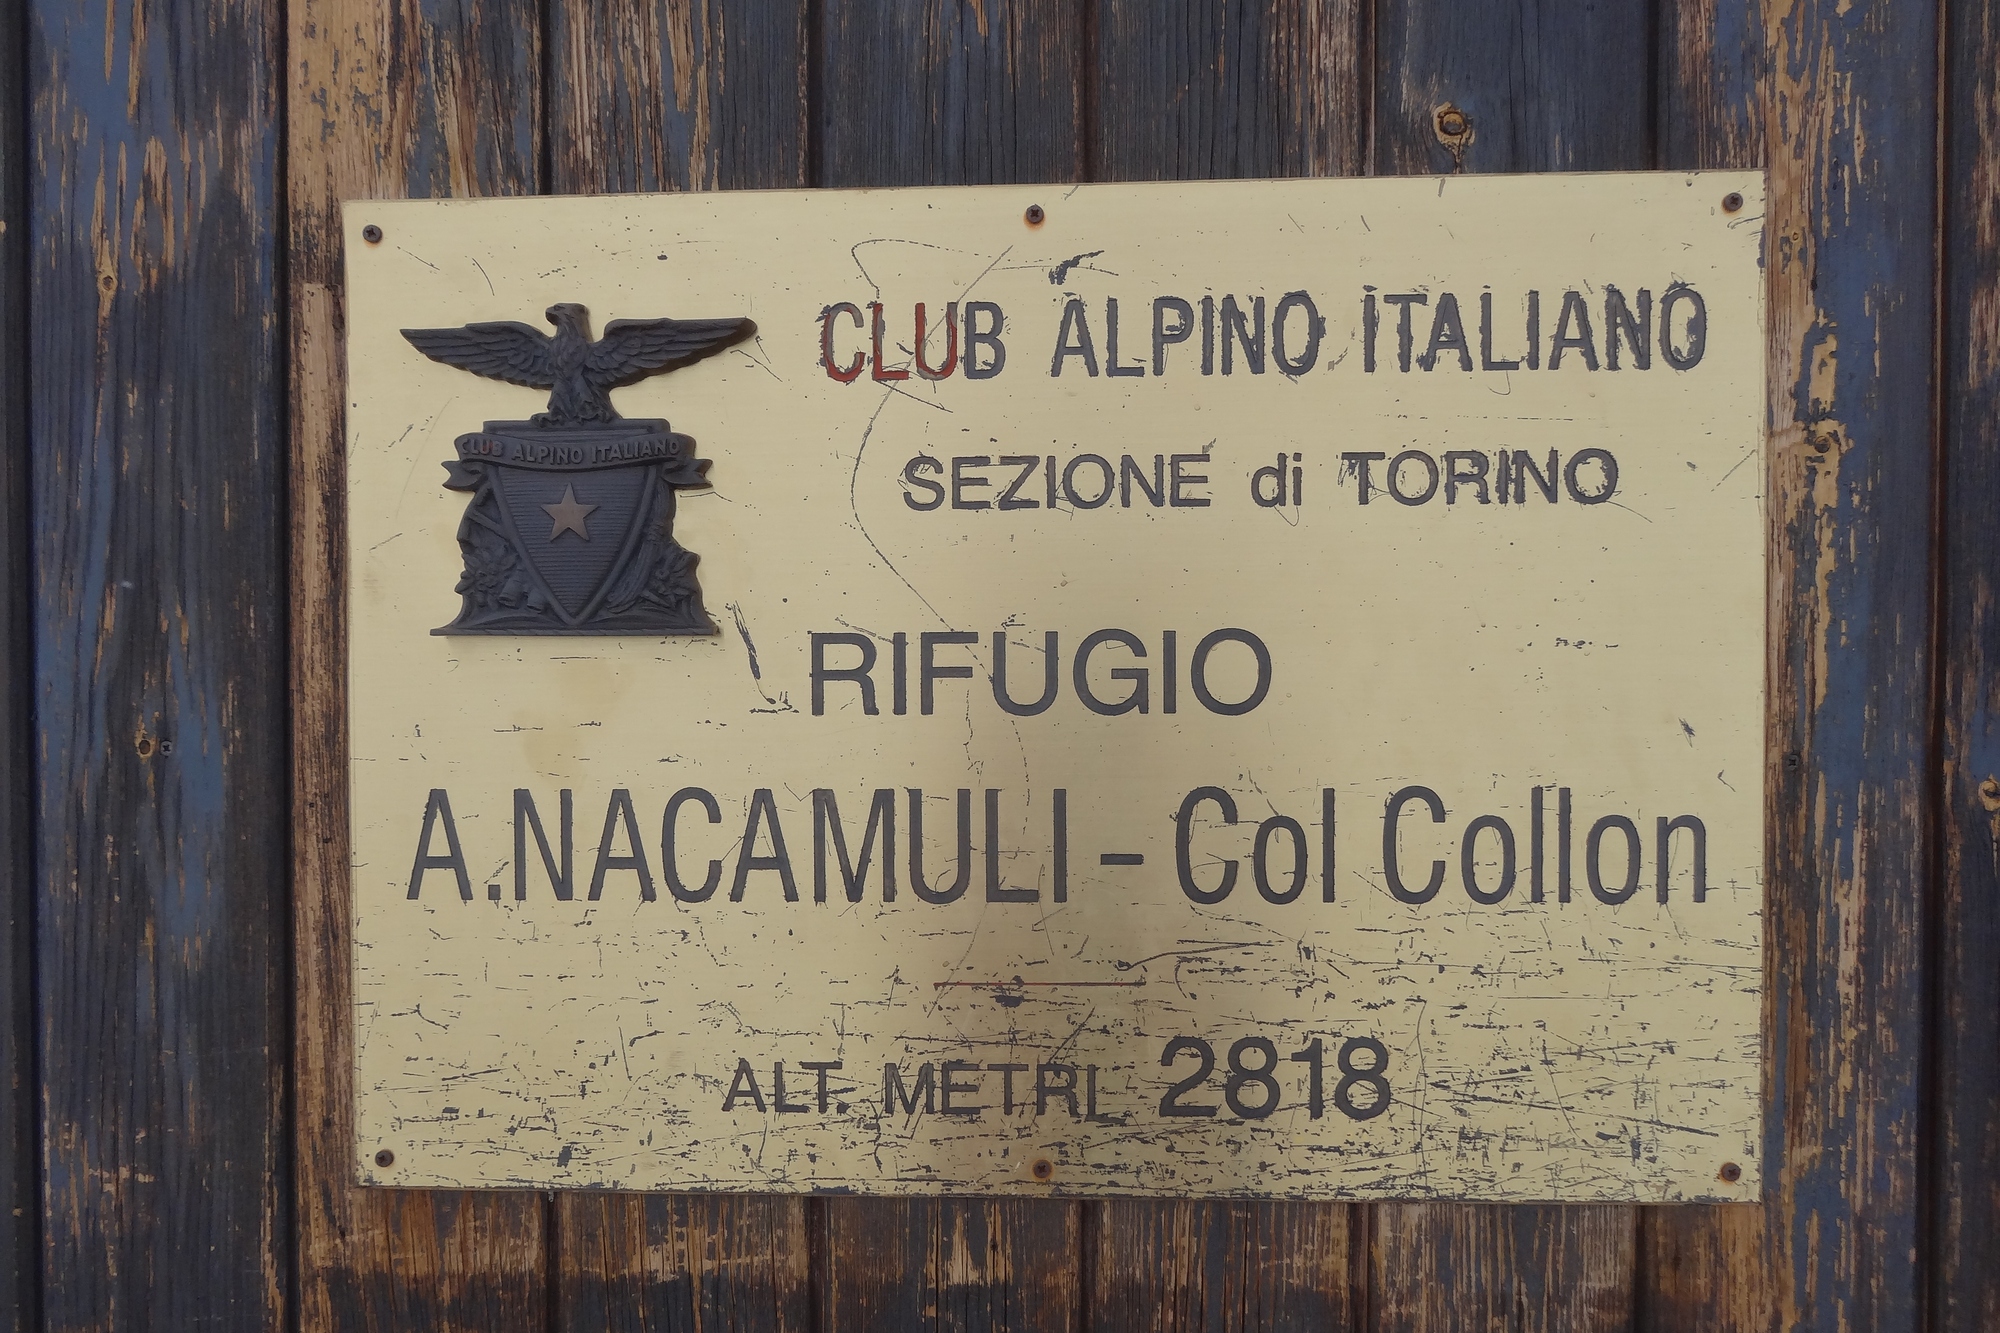 CLUB ALPINO ITALIANO
CLUB ALPINO ITALIANO
SEZIONE di TORINO
RIFUGIO
A.NACAMULI - Col Collon
ALT. METRI 2818